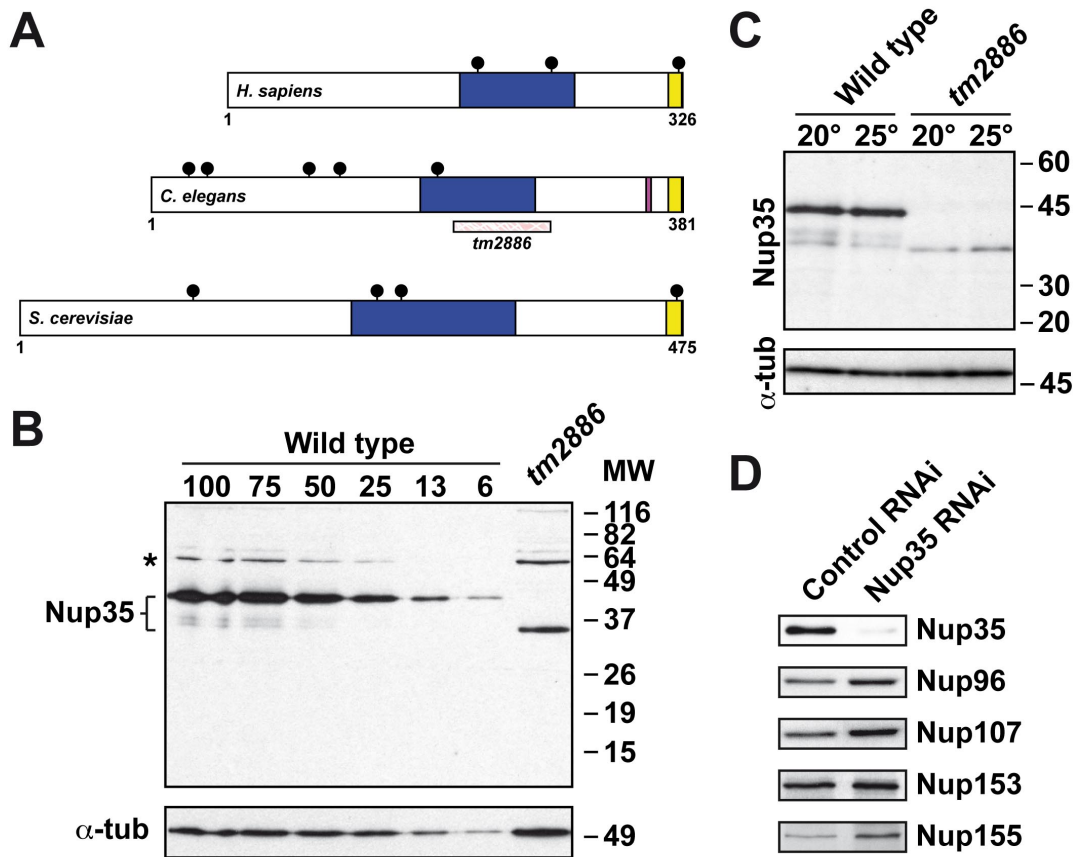 A
H. sapiens
1 326
C. elegans
1 381
tm2886
S. cerevisiae
1 475
B
Wild type
tm2886
MW
100 75 50 25 13 6
*
Nup35
116
82
64
49
37
26
19
15
α-tub
49
C
Wild type
tm2886
20° 25° 20° 25°
Nup35
60
45
30
20
α-tub
45
D
Control RNAi
Nup35 RNAi
Nup35
Nup96
Nup107
Nup153
Nup155